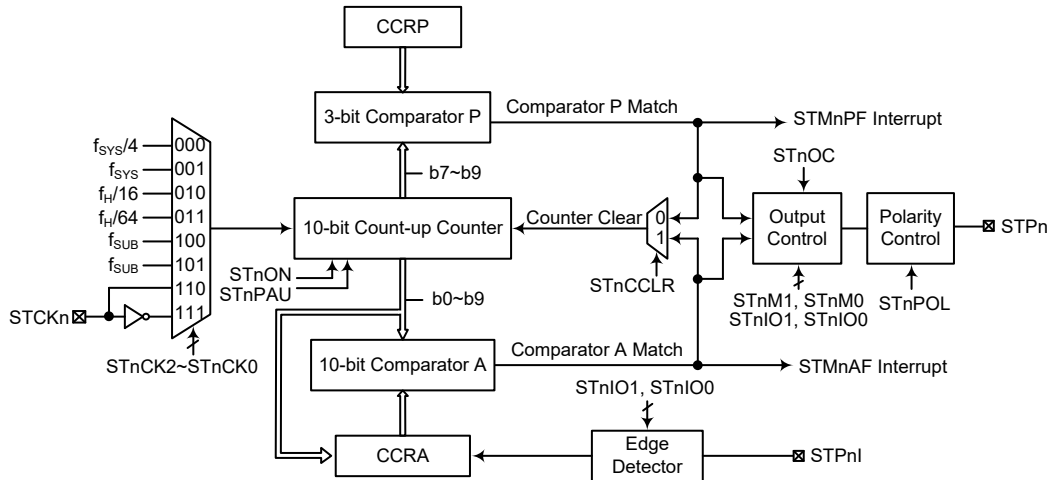 CCRP
3-bit Comparator P
Comparator P Match
STMnPF Interrupt
b7~b9
fSYS/4
000
fSYS
001
fH/16
010
fH/64
011
fSUB
100
fSUB
101
110
111
STCKn
STnCK2~STnCK0
10-bit Count-up Counter
STnON
STnPAU
Counter Clear
0
1
STnCCLR
STnOC
Output
Control
STnM1, STnM0
STnIO1, STnIO0
Polarity
Control
STnPOL
STPn
b0~b9
10-bit Comparator A
Comparator A Match
STMnAF Interrupt
STnIO1, STnIO0
CCRA
Edge
Detector
STPnI